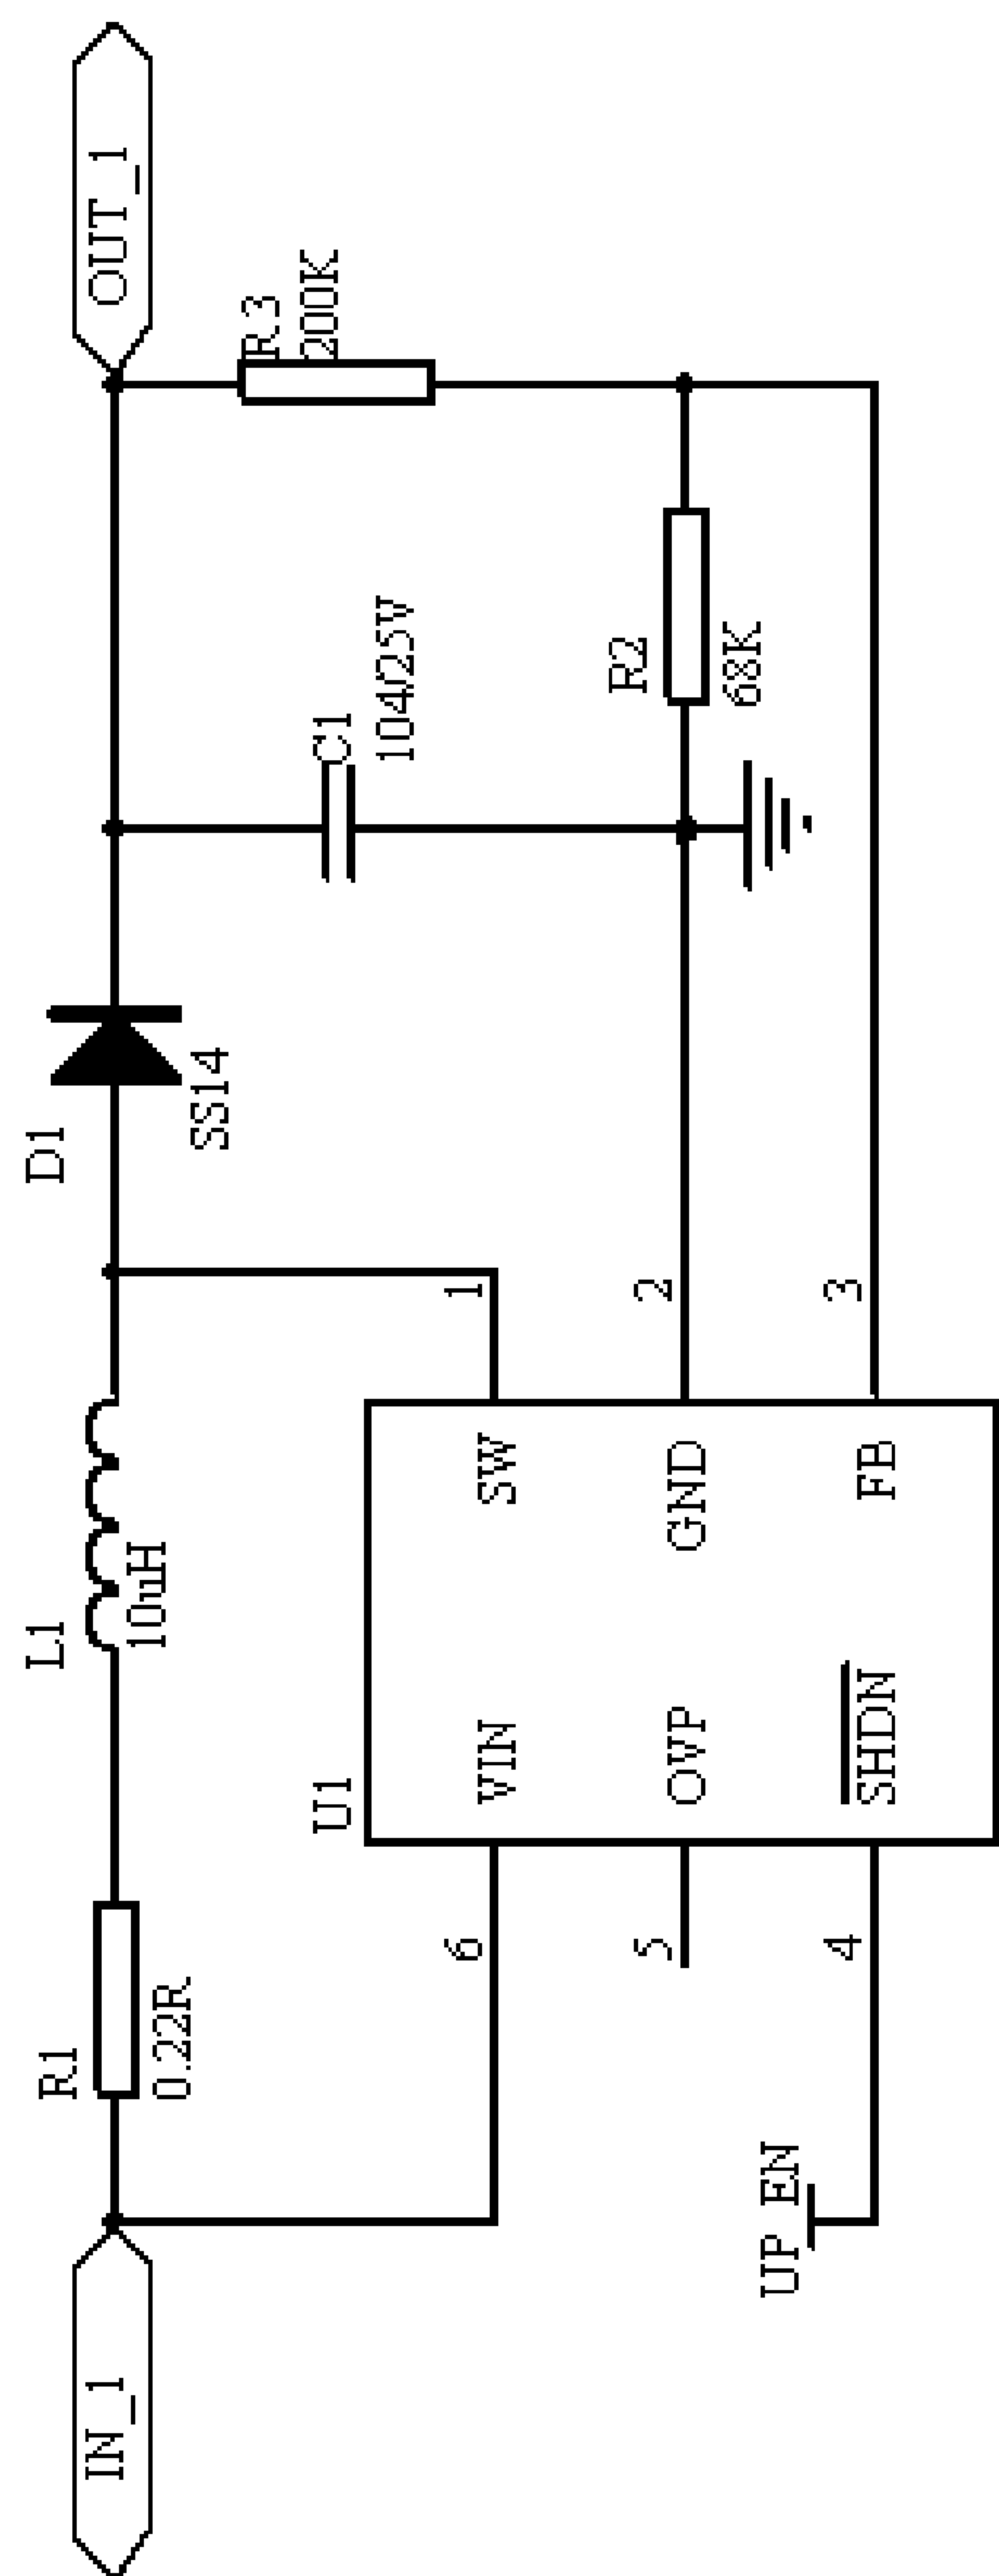 IN_1
R1
0.22R
L1
10uH
D1
SS14
C1
104/25V
R3
200K
OUT_1
R2
68K
U1
6
VIN
SW
1
5
OVP
GND
2
4
SHDN
FB
3
UP_EN